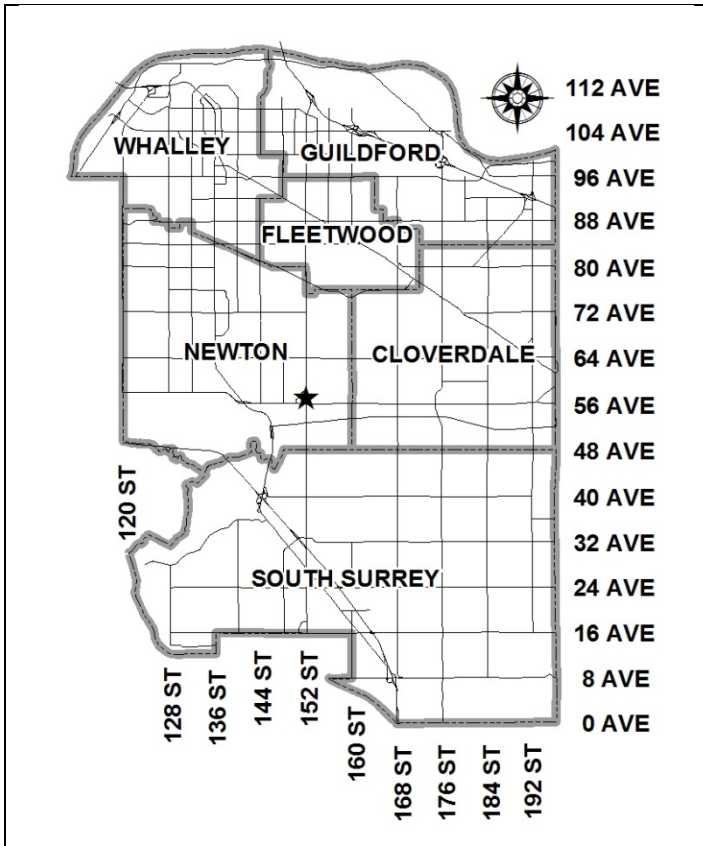 112 AVE
104 AVE
WHALLEY
GUILDFORD
96 AVE
88 AVE
FLEETWOOD
80 AVE
72 AVE
NEWTON
CLOVERDALE
64 AVE
56 AVE
48 AVE
120 ST
40 AVE
32 AVE
SOUTH SURREY
24 AVE
16 AVE
8 AVE
0 AVE
128 ST
136 ST
144 ST
152 ST
160 ST
168 ST
176 ST
184 ST
192 ST